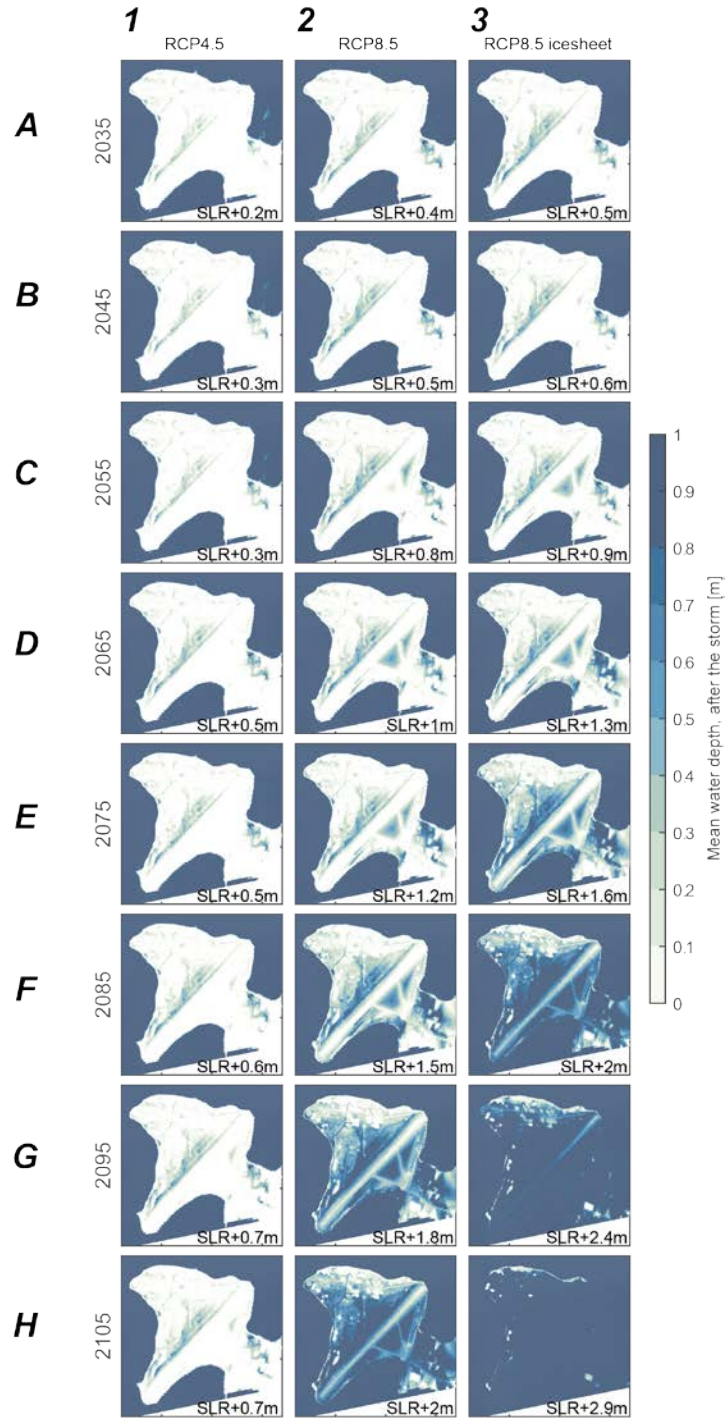 1 2 3
RCP4.5 RCP8.5 RCP8.5 icesheet
A 2035 SLR+0.2m SLR+0.4m SLR+0.5m
B 2045 SLR+0.3m SLR+0.5m SLR+0.6m
C 2055 SLR+0.3m SLR+0.8m SLR+0.9m
D 2065 SLR+0.5m SLR+1m SLR+1.3m
E 2075 SLR+0.5m SLR+1.2m SLR+1.6m
F 2085 SLR+0.6m SLR+1.5m SLR+2m
G 2095 SLR+0.7m SLR+1.8m SLR+2.4m
H 2105 SLR+0.7m SLR+2m SLR+2.9m
1
0.9
0.8
0.7
0.6
0.5
0.4
0.3
0.2
0.1
0
Mean water depth, after the storm [m]